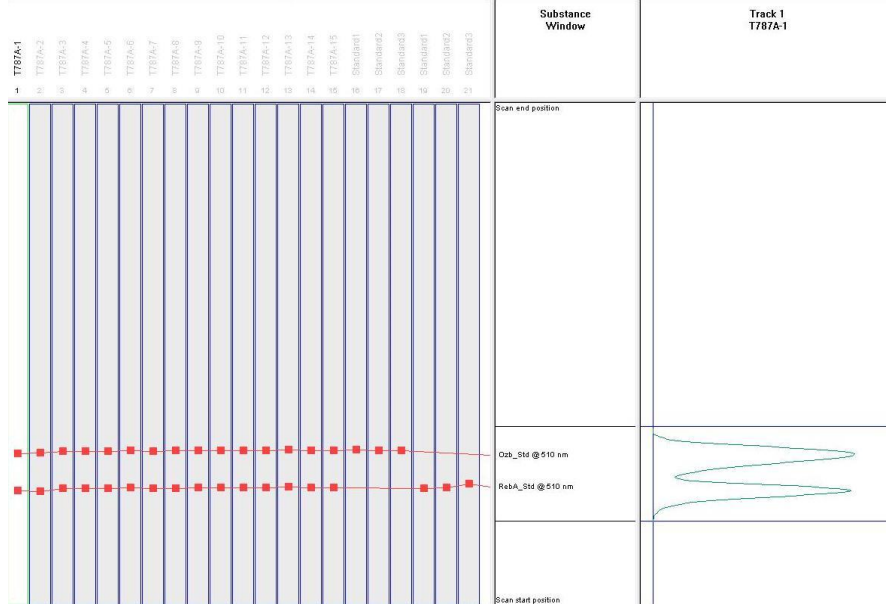 T787A-1
T787A-2
T787A-3
T787A-4
T787A-5
T787A-6
T787A-7
T787A-8
T787A-9
T787A-10
T787A-11
T787A-12
T787A-13
T787A-14
T787A-15
Standard1
Standard2
Standard3
Standard1
Standard2
Standard3
1 2 3 4 5 6 7 8 9 10 11 12 13 14 15 16 17 18 19 20 21
Substance
Window
Track 1
T787A-1
Scan end position
Ozb_Std @ 510 nm
RebA_Std @ 510 nm
Scan start position